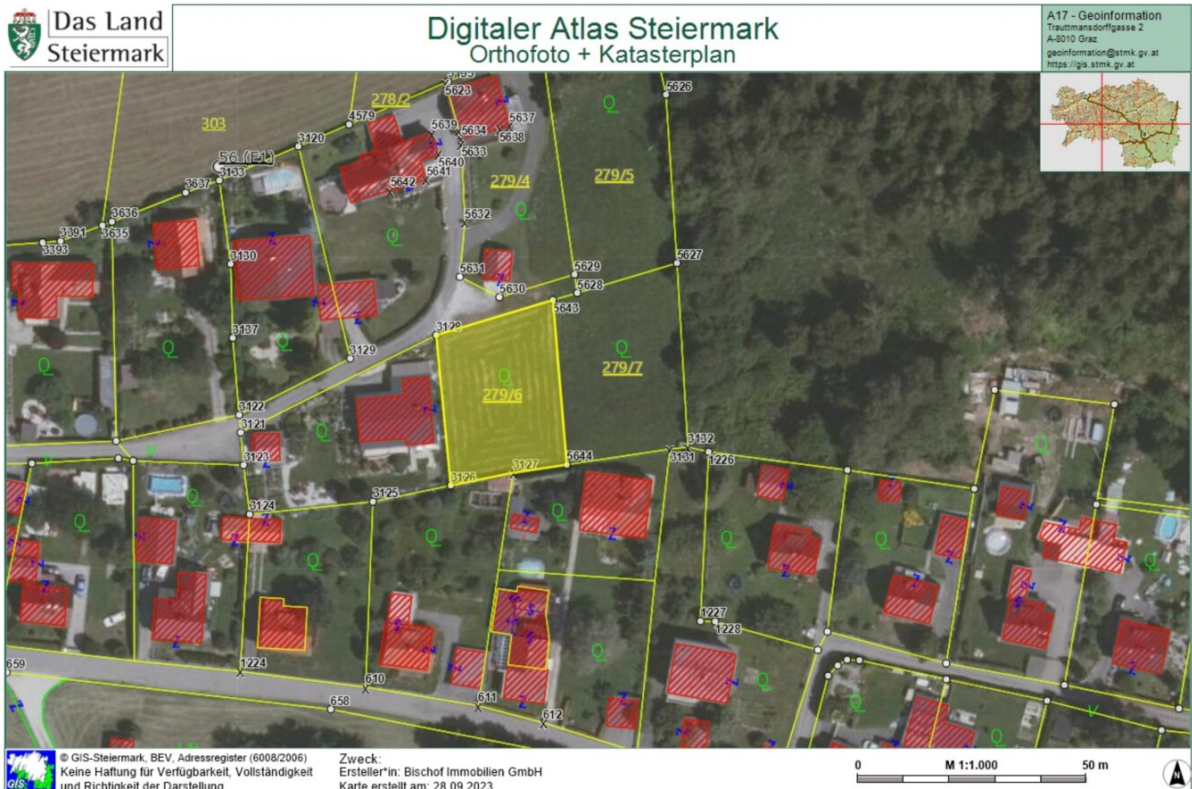 Das Land
Steiermark
Digitaler Atlas Steiermark
Orthofoto + Katasterplan
A17 - Geoinformation
Trauttmansdorffgasse 2
A-8010 Graz
geoinformation@stmk.gv.at
https://gis.stmk.gv.at
5623
5626
278/2
303
4579
5637
5639
5634
5638
3120
5633
56 (E1)
5640
3133
5641
279/5
279/4
5642
3637
Q
3636
5632
3635
3391
3393
3130
5627
5631
5629
5630
5628
5643
3137
3128
3129
279/7
279/6
3122
3121
3132
3131
1226
5644
3123
3127
3126
3125
3124
1227
1228
659
1224
610
611
658
612
© GIS-Steiermark, BEV, Adressregister (6008/2006)
Keine Haftung für Verfügbarkeit, Vollständigkeit
und Richtigkeit der Darstellung
Zweck:
Ersteller*in: Bischof Immobilien GmbH
Karte erstellt am: 28.09.2023
0 M 1:1.000 50 m
GIS
N